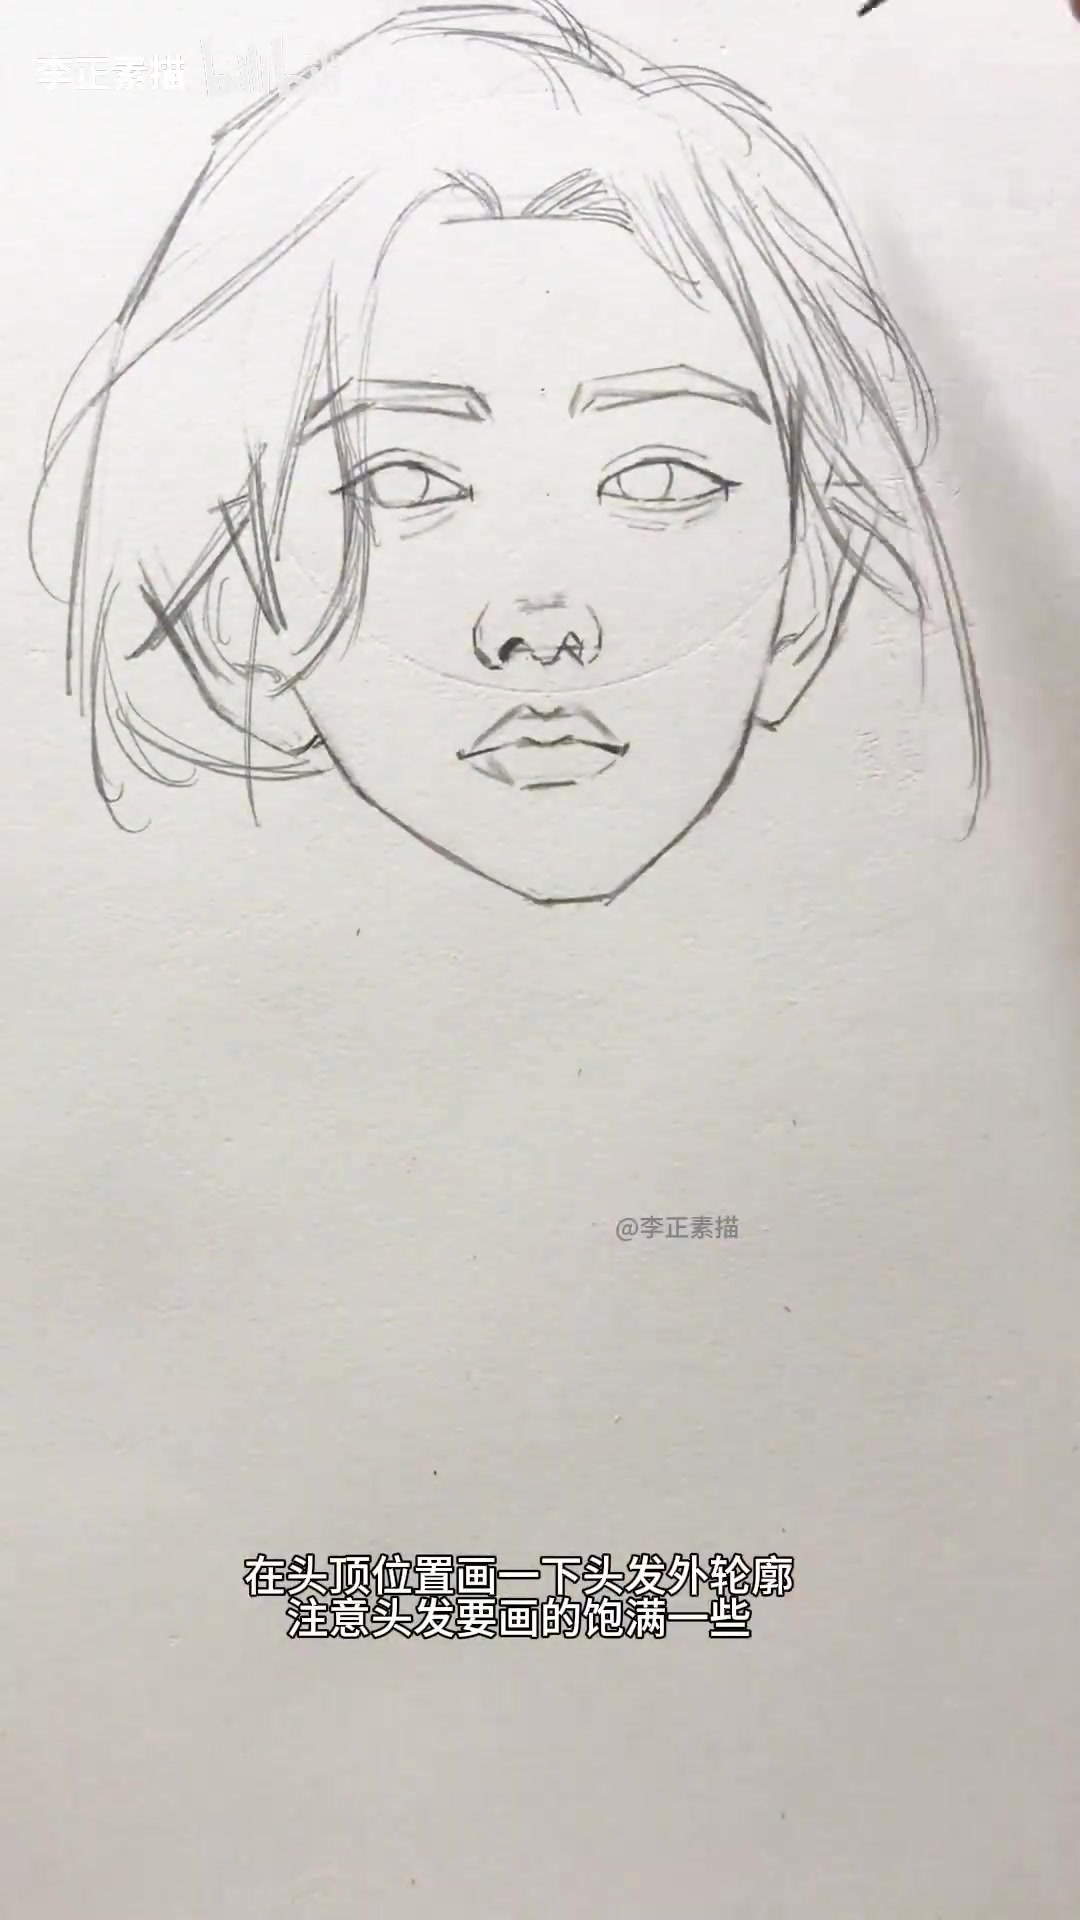 李正素描
@李正素描
在头顶位置画一下头发外轮廓
注意头发要画的饱满一些